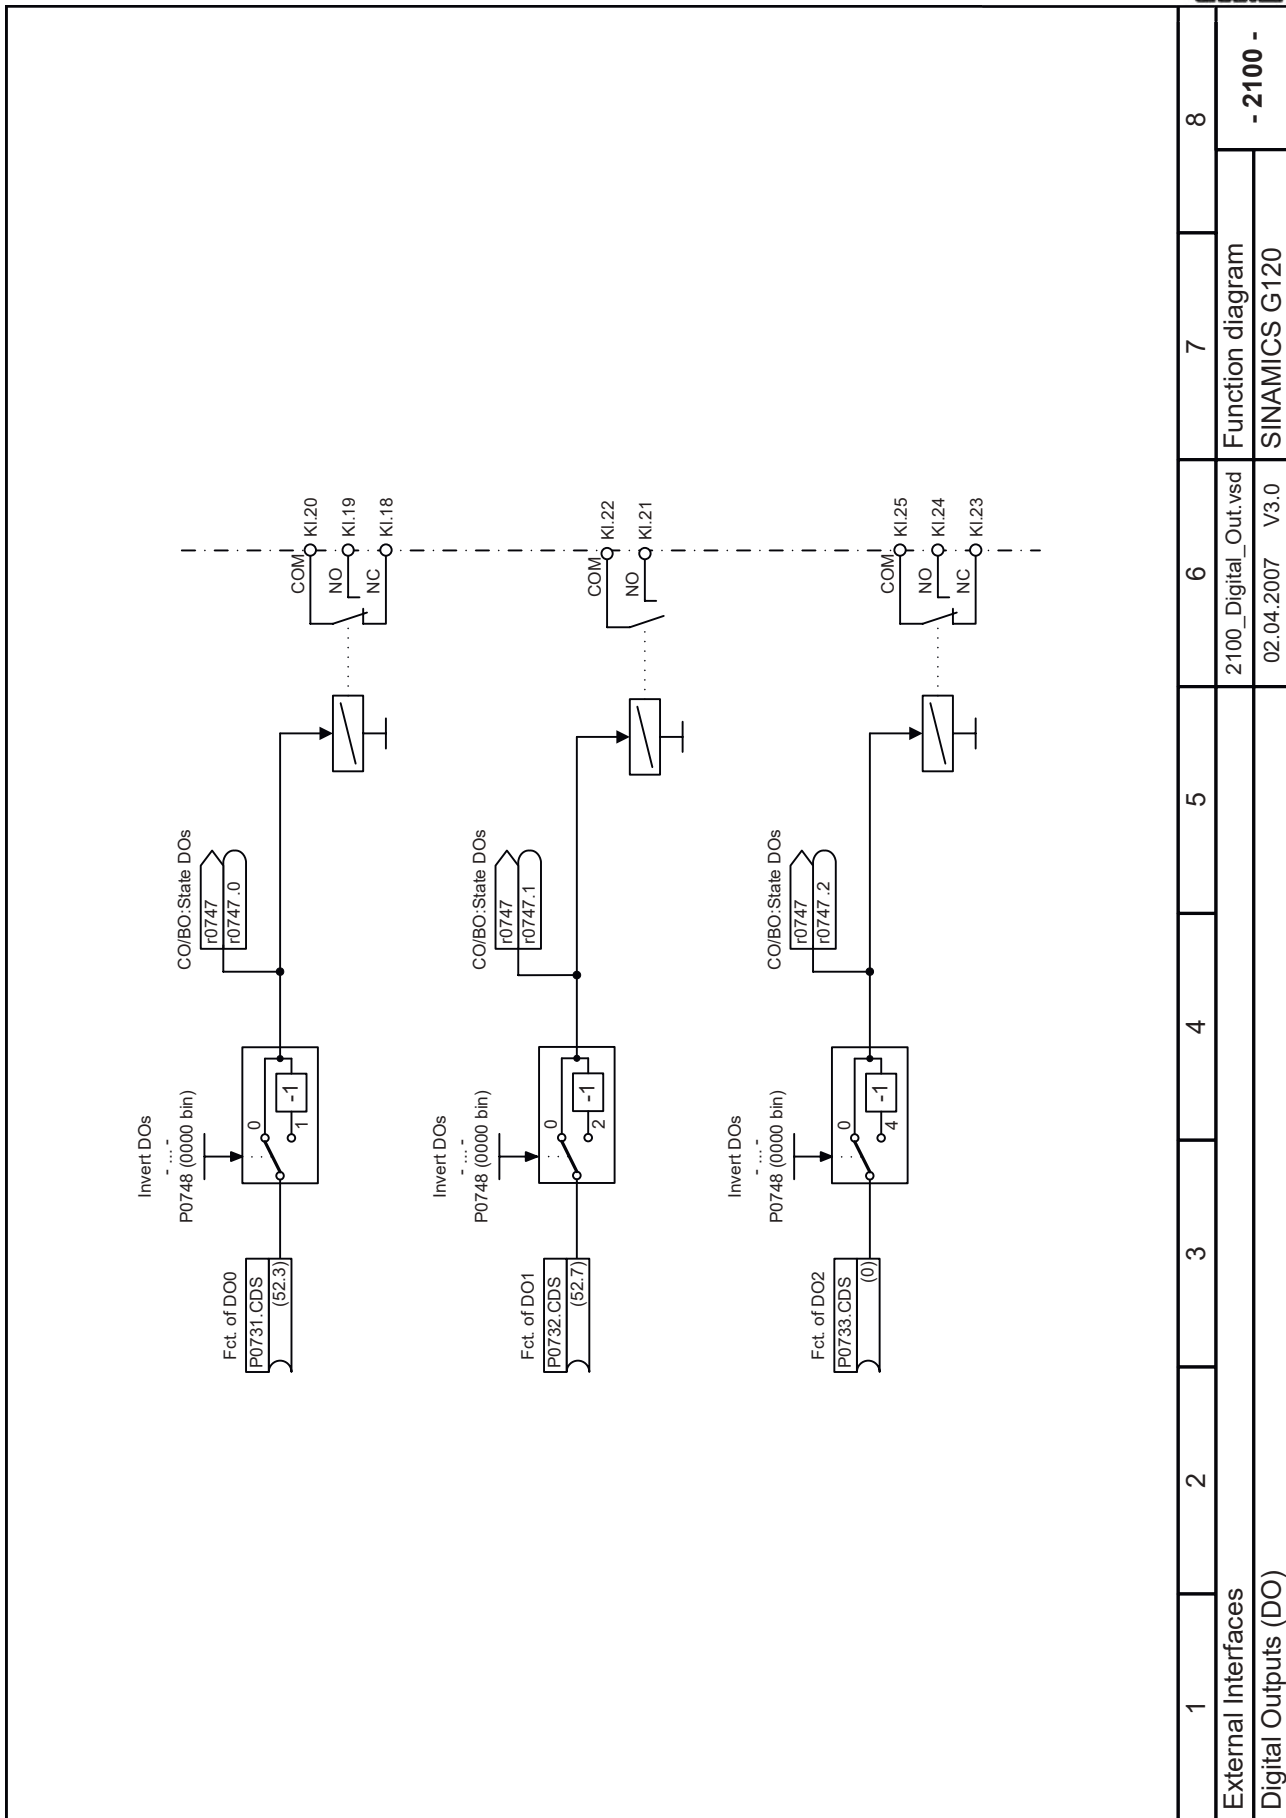 Invert DOs
- ... -
P0748 (0000 bin)
CO/BO:State DOs
r0747
r0747.0
Fct. of DO0
P0731.CDS
(52.3)
0
1
-1
COM
Kl.20
NO
Kl.19
NC
Kl.18
Invert DOs
- ... -
P0748 (0000 bin)
CO/BO:State DOs
r0747
r0747.1
Fct. of DO1
P0732.CDS
(52.7)
0
2
-1
COM
Kl.22
NO
Kl.21
Invert DOs
- ... -
P0748 (0000 bin)
CO/BO:State DOs
r0747
r0747.2
Fct. of DO2
P0733.CDS
(0)
0
4
-1
COM
Kl.25
NO
Kl.24
NC
Kl.23
1 2 3 4 5 6 7 8
External Interfaces
2100_Digital_Out.vsd
Function diagram
- 2100 -
Digital Outputs (DO)
02.04.2007 V3.0
SINAMICS G120